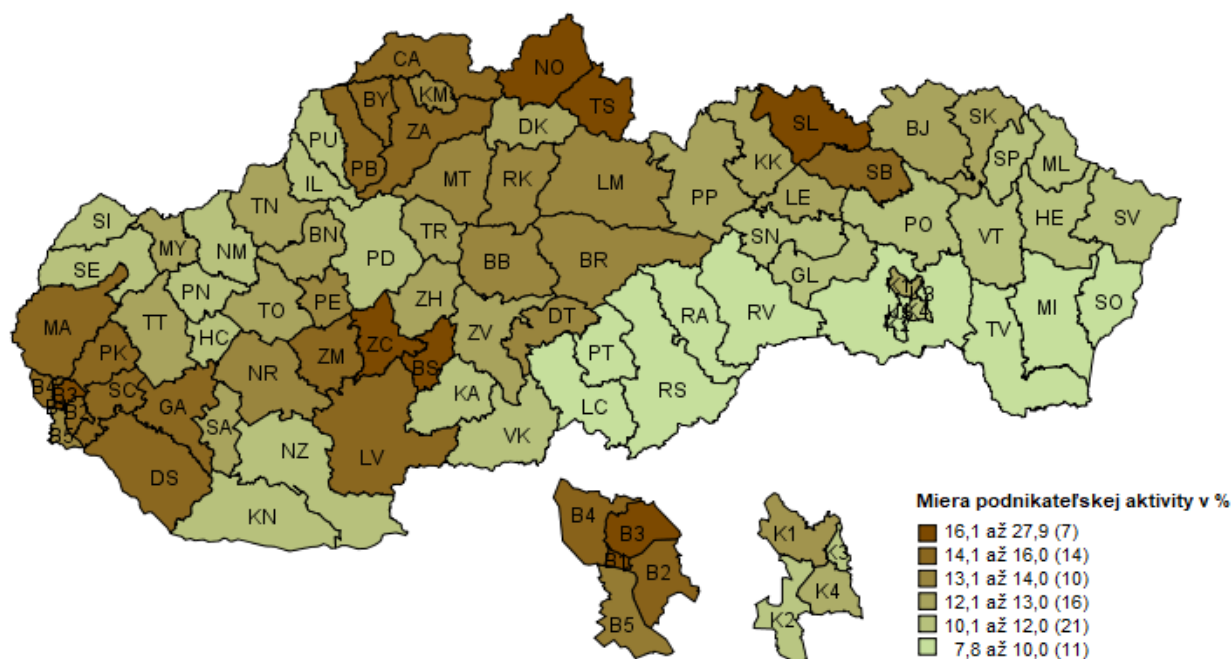 CA
NO
BY
KM
TS
DK
ZA
PU
PB
IL
MT
RK
LM
PP
KK
SL
SB
BJ
SK
SP
ML
LE
PO
HE
SV
VT
SN
GL
SI
MY
NM
TN
BN
TR
PD
BB
BR
SE
PN
TT
HC
TO
PE
ZH
ZV
DT
MA
PK
ZM
ZC
BS
PT
RA
RV
K3
TV
MI
SO
B4
B3
SC
GA
NR
KA
LC
RS
B2
B5
SA
DS
NZ
LV
VK
KN
B4
B3
B1
B2
B5
K1
K3
K4
K2
Miera podnikateľskej aktivity v %
16,1 až 27,9 (7)
14,1 až 16,0 (14)
13,1 až 14,0 (10)
12,1 až 13,0 (16)
10,1 až 12,0 (21)
7,8 až 10,0 (11)